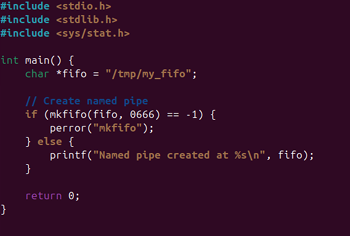 #include <stdio.h>
#include <stdlib.h>
#include <sys/stat.h>

int main() {
    char *fifo = "/tmp/my_fifo";

    // Create named pipe
    if (mkfifo(fifo, 0666) == -1) {
        perror("mkfifo");
    } else {
        printf("Named pipe created at %s\n", fifo);
    }

    return 0;
}